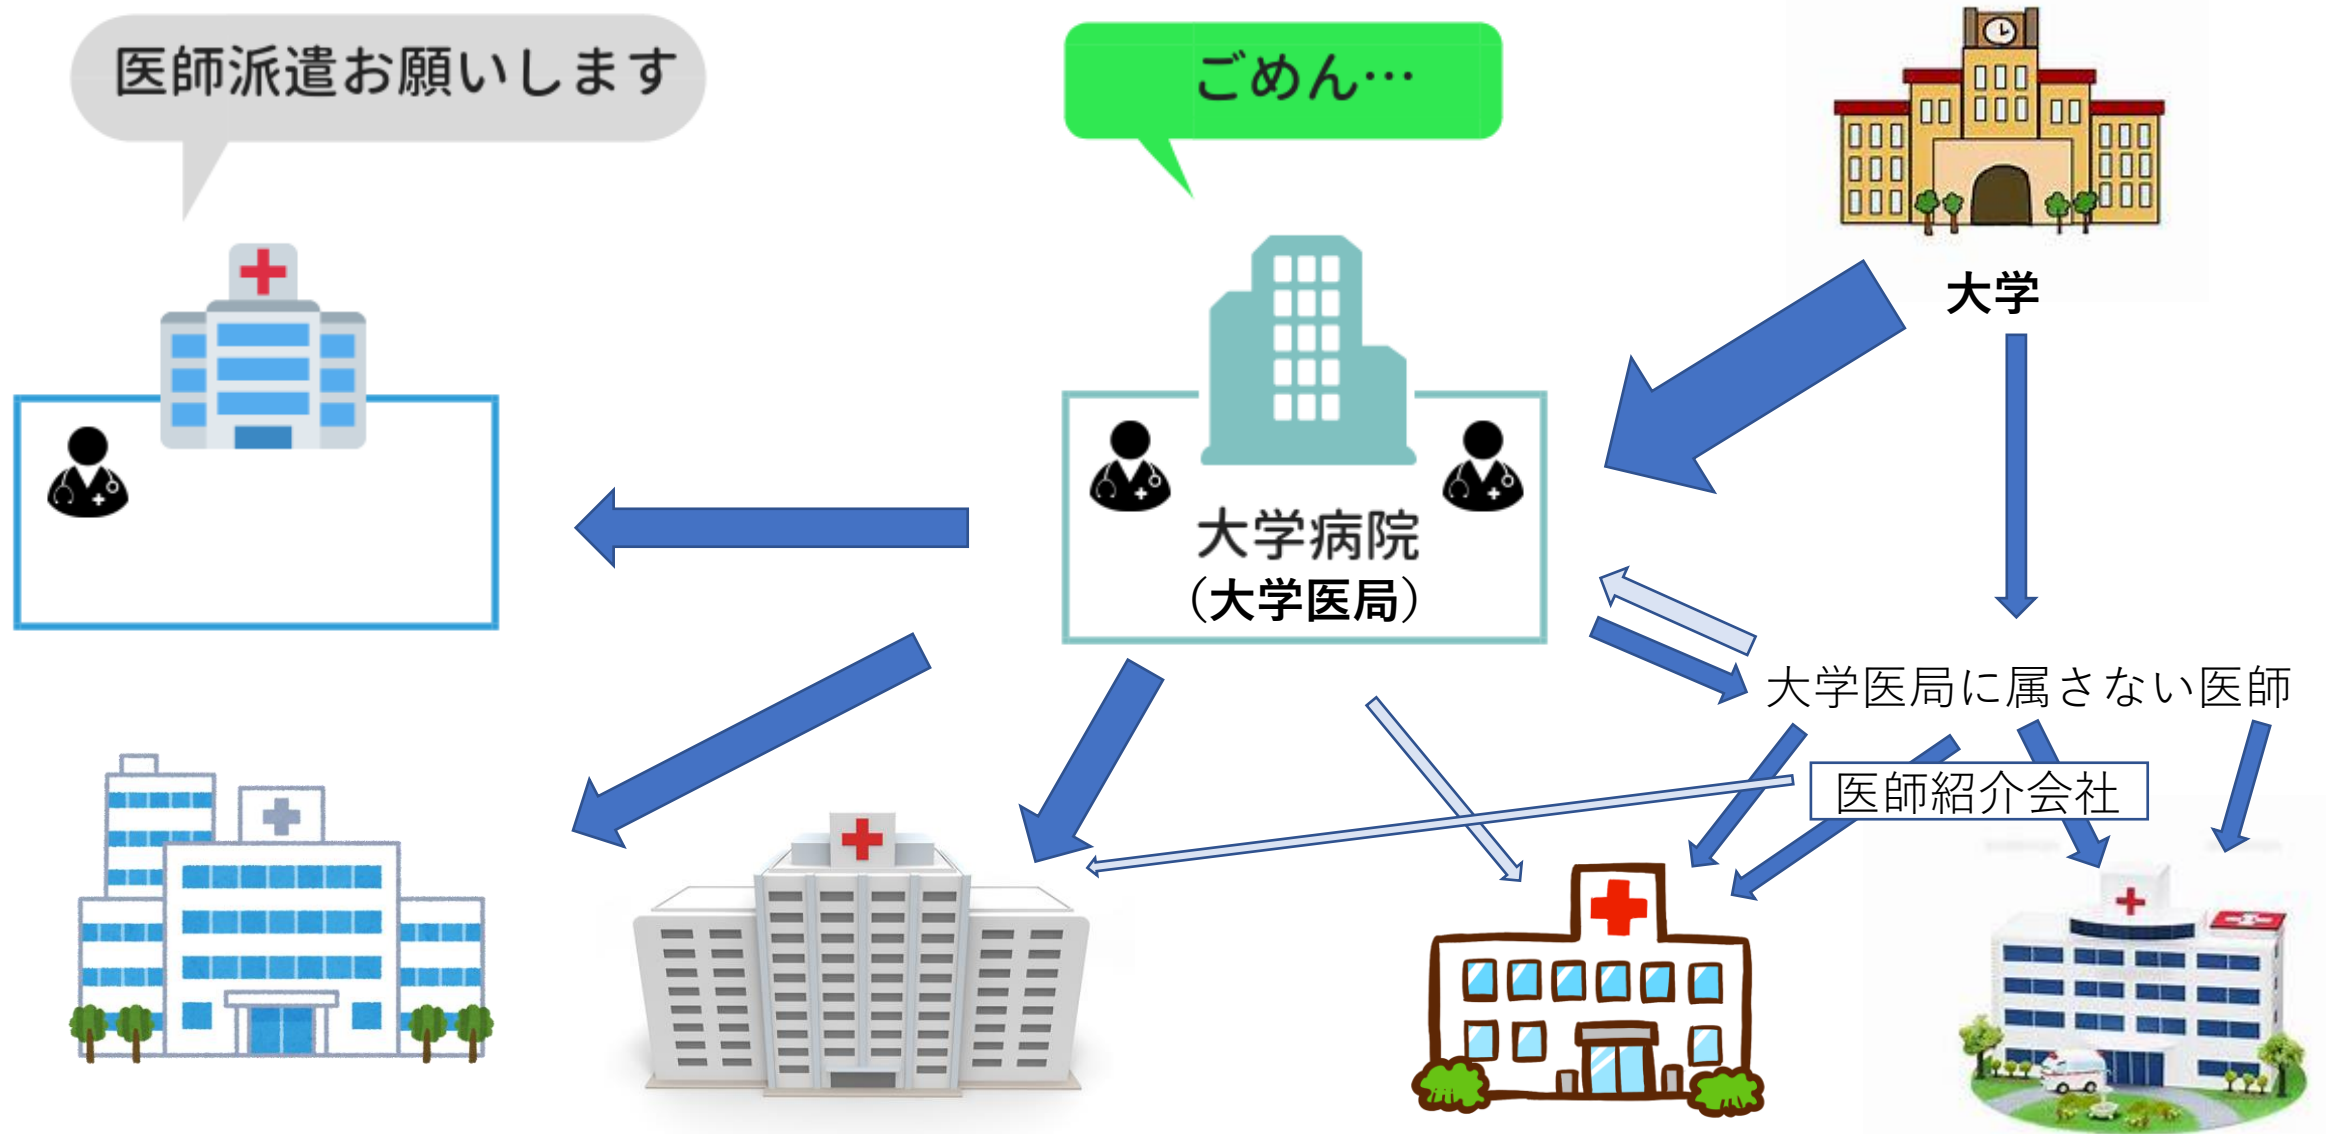 医師派遣お願いします
ごめん…
大学
大学病院
（大学医局）
大学医局に属さない医師
医師紹介会社